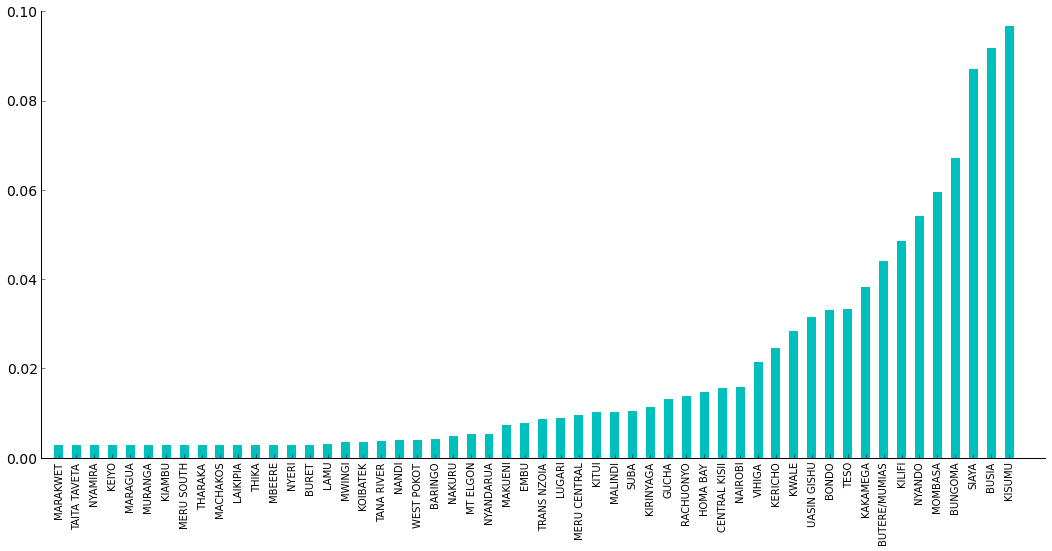 0.10
0.08
0.06
0.04
0.02
0.00
MARAKWET
TAITA TAVETA
NYAMIRA
KEIYO
MARAGUA
MURANGA
KIAMBU
MERU SOUTH
THARAKA
MACHAKOS
LAIKIPIA
THIKA
MBEERE
NYERI
BURET
LAMU
MWINGI
KOIBATEK
TANA RIVER
NANDI
WEST POKOT
BARINGO
NAKURU
MT ELGON
NYANDARUA
MAKUENI
EMBU
TRANS NZOIA
LUGARI
MERU CENTRAL
KITUI
MALINDI
SUBA
KIRINYAGA
GUCHA
RACHUONYO
HOMA BAY
CENTRAL KISII
NAIROBI
VIHIGA
KERICHO
KWALE
UASIN GISHU
BONDO
TESO
KAKAMEGA
BUTERE/MUMIAS
KILIFI
NYANDO
MOMBASA
BUNGOMA
SIAYA
BUSIA
KISUMU